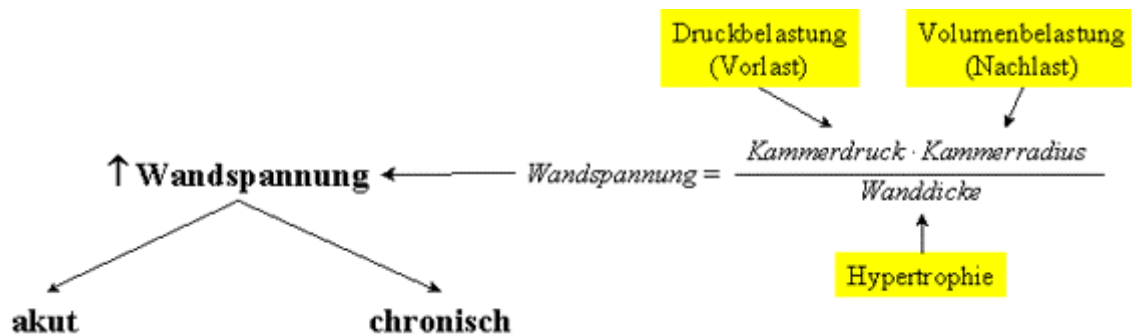 Druckbelastung
(Vorlast)
Volumenbelastung
(Nachlast)
↑ Wandspannung
Wandspannung =
Kammerdruck · Kammerradius
Wanddicke
Hypertrophie
akut
chronisch